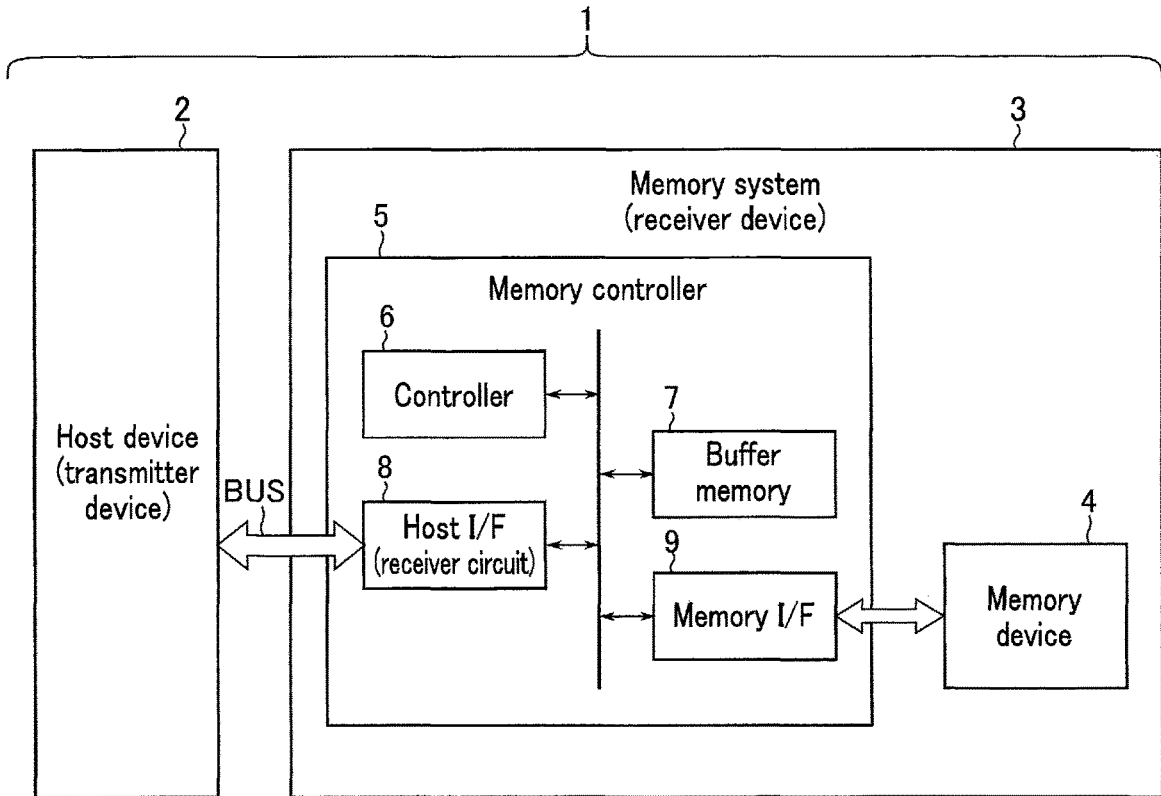 1
2
3
Memory system
(receiver device)
5
Memory controller
6
Controller
7
Buffer
memory
Host device
(transmitter
device)
BUS
8
Host I/F
(receiver circuit)
9
Memory I/F
4
Memory
device